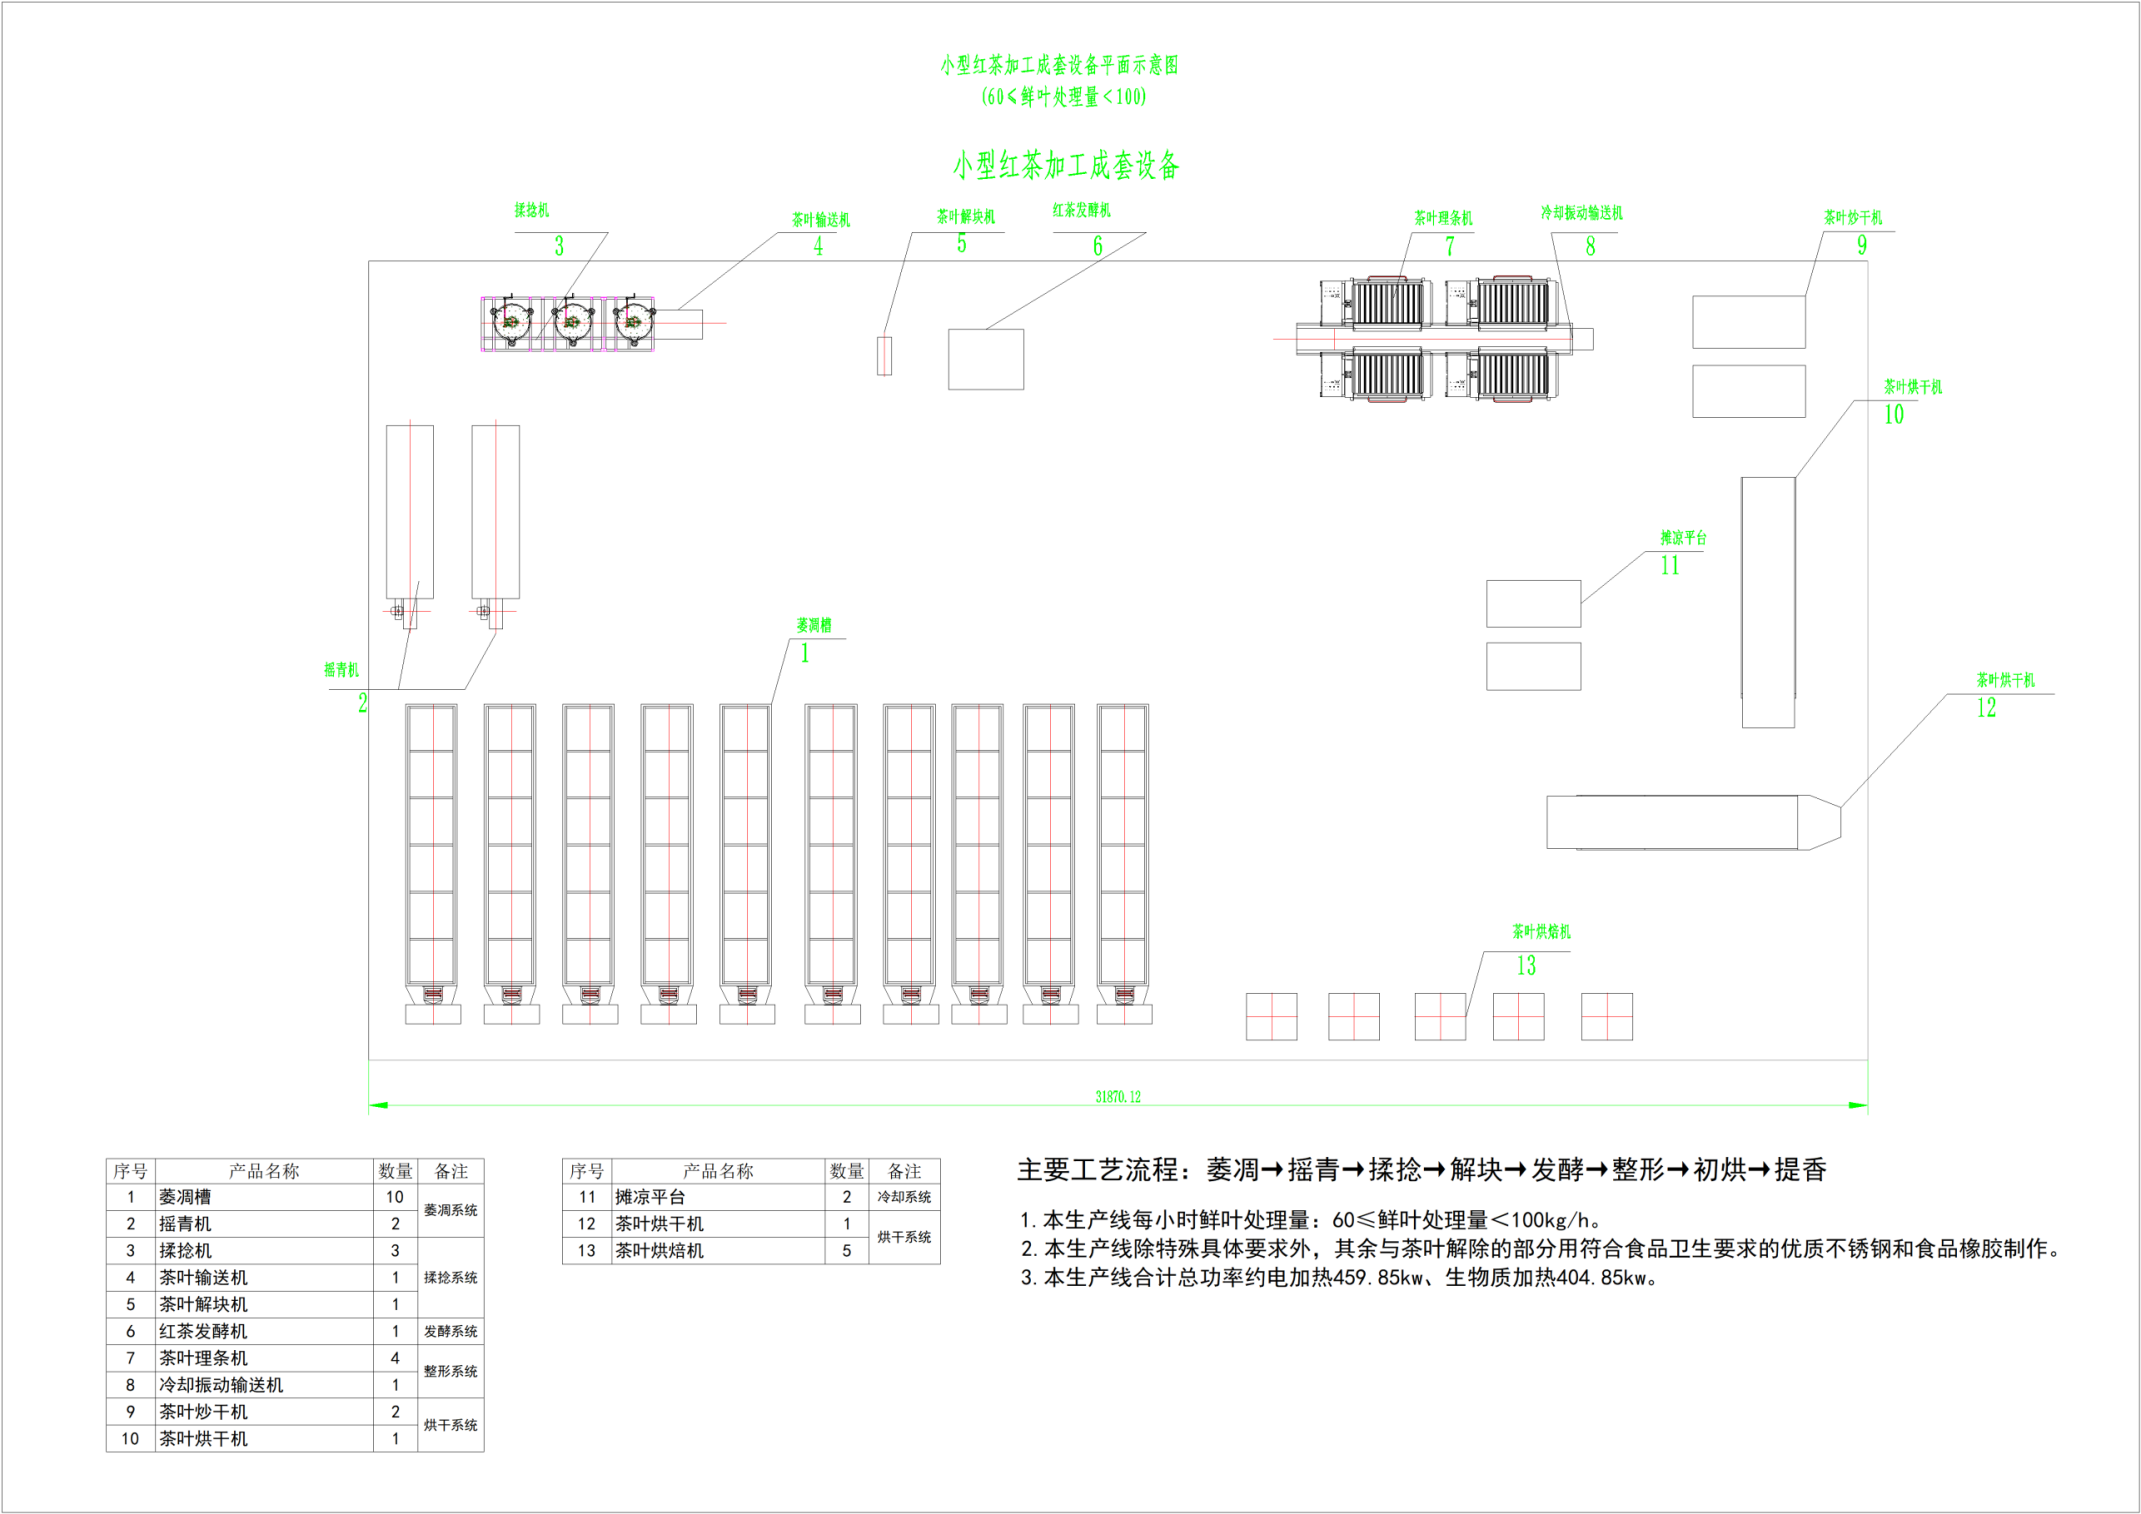 小型红茶加工成套设备平面示意图
(60≤鲜叶处理量<100)
小型红茶加工成套设备
揉捻机
3
茶叶输送机
4
茶叶解块机
5
红茶发酵机
6
茶叶理条机
7
冷却振动输送机
8
茶叶炒干机
9
茶叶烘干机
10
摊凉平台
11
萎凋槽
1
摇青机
2
茶叶烘干机
12
茶叶烘焙机
13
31870.12
序号 产品名称 数量 备注
1 萎凋槽 10 萎凋系统
2 摇青机 2
3 揉捻机 3 揉捻系统
4 茶叶输送机 1
5 茶叶解块机 1
6 红茶发酵机 1 发酵系统
7 茶叶理条机 4 整形系统
8 冷却振动输送机 1
9 茶叶炒干机 2 烘干系统
10 茶叶烘干机 1
序号 产品名称 数量 备注
11 摊凉平台 2 冷却系统
12 茶叶烘干机 1 烘干系统
13 茶叶烘焙机 5
主要工艺流程：萎凋→摇青→揉捻→解块→发酵→整形→初烘→提香
1.本生产线每小时鲜叶处理量：60≤鲜叶处理量＜100kg/h。
2.本生产线除特殊具体要求外，其余与茶叶解除的部分用符合食品卫生要求的优质不锈钢和食品橡胶制作。
3.本生产线合计总功率约电加热459.85kw、生物质加热404.85kw。